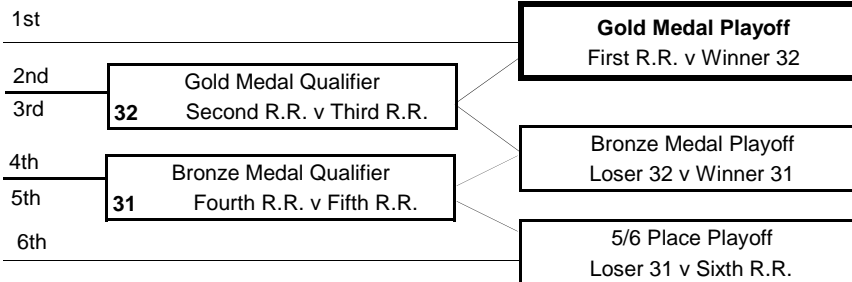 1st
Gold Medal Playoff
First R.R. v Winner 32
2nd
3rd
Gold Medal Qualifier
32 Second R.R. v Third R.R.
Bronze Medal Playoff
Loser 32 v Winner 31
4th
5th
Bronze Medal Qualifier
31 Fourth R.R. v Fifth R.R.
6th
5/6 Place Playoff
Loser 31 v Sixth R.R.